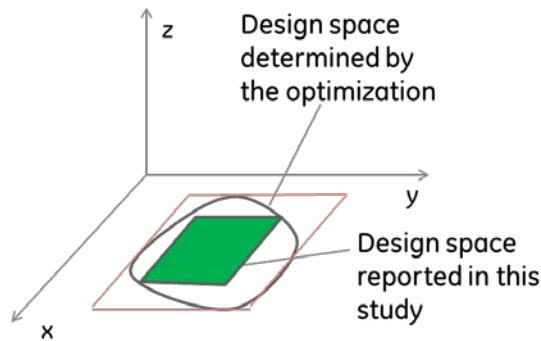 z
Design space
determined by
the optimization
y
Design space
reported in this
study
x